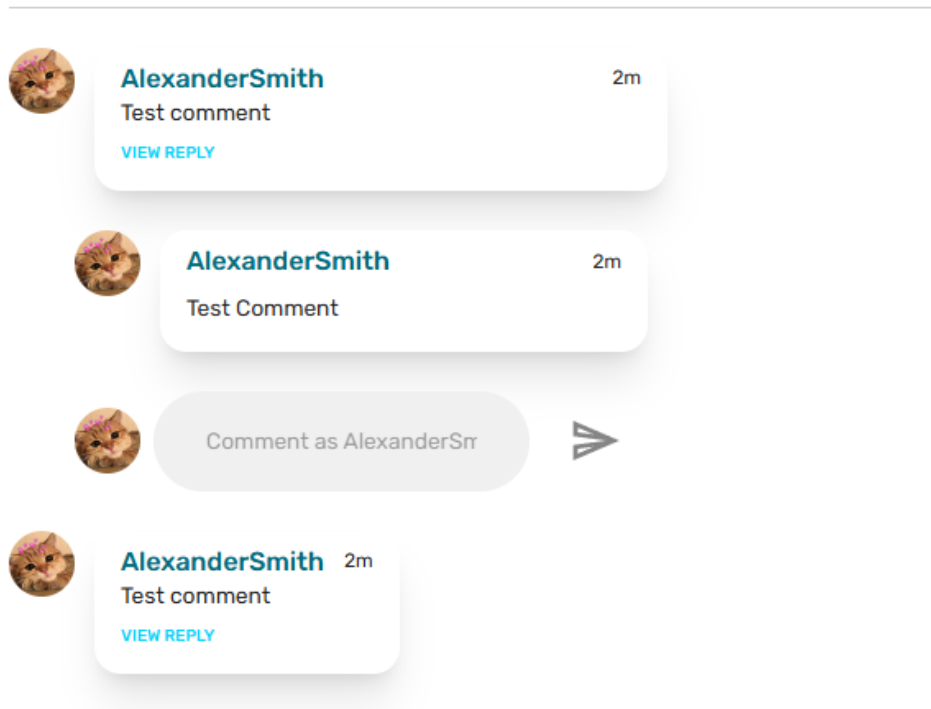 AlexanderSmith 2m
Test comment
VIEW REPLY
AlexanderSmith 2m
Test Comment
Comment as AlexanderSm
AlexanderSmith 2m
Test comment
VIEW REPLY